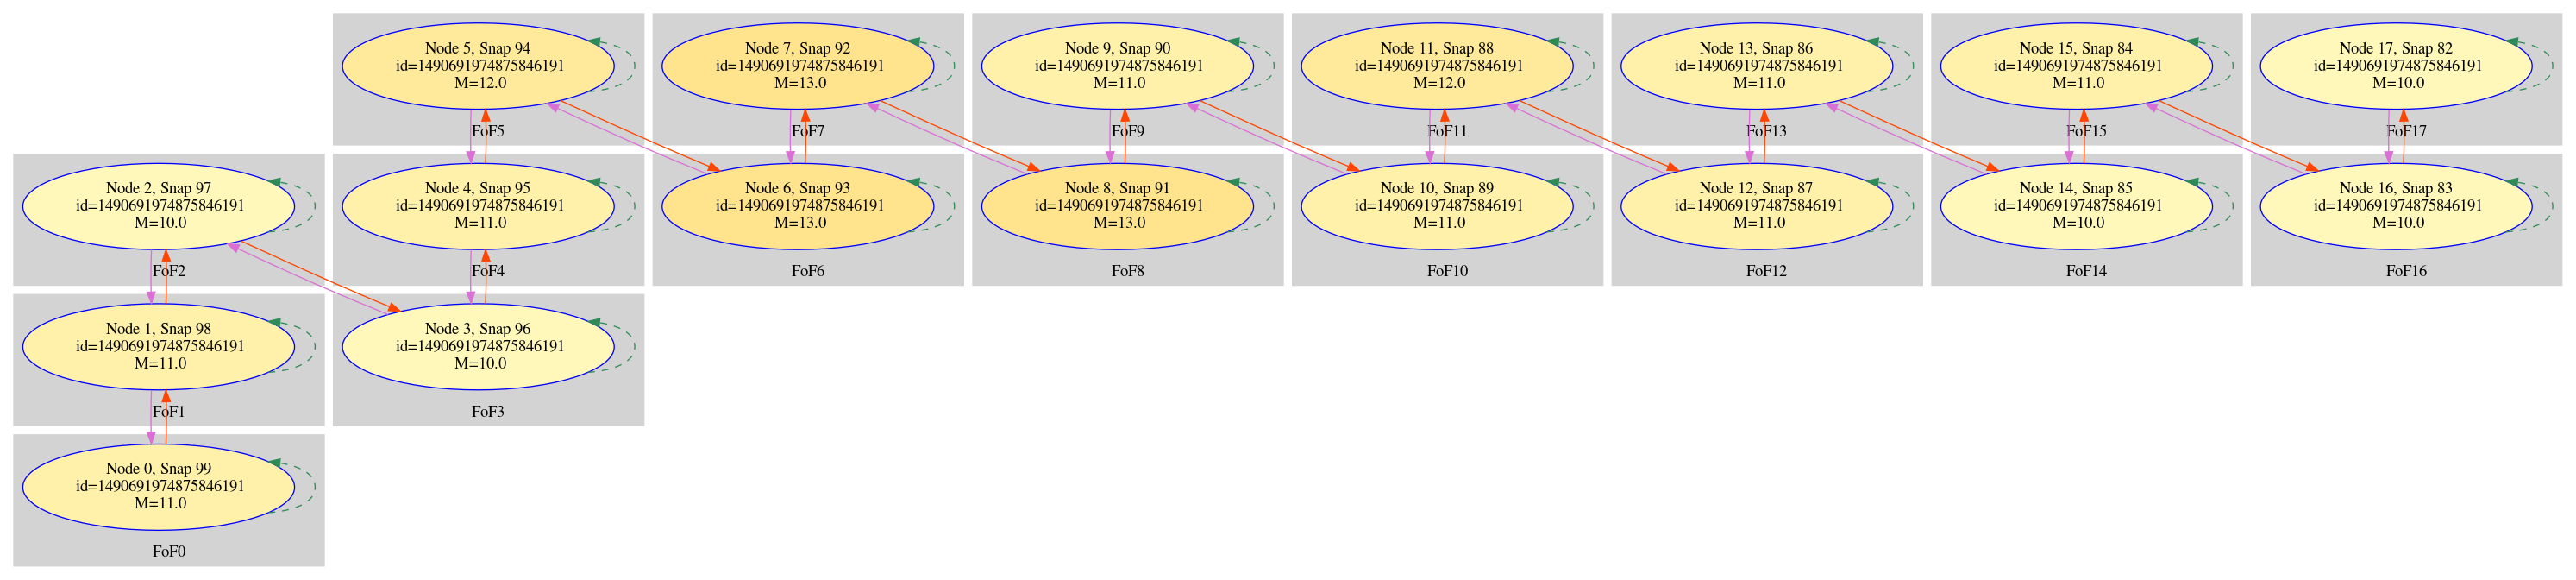 Node 5, Snap 94
id=1490691974875846191
M=12.0
FoF5
Node 7, Snap 92
id=1490691974875846191
M=13.0
FoF7
Node 9, Snap 90
id=1490691974875846191
M=11.0
FoF9
Node 11, Snap 88
id=1490691974875846191
M=12.0
FoF11
Node 13, Snap 86
id=1490691974875846191
M=11.0
FoF13
Node 15, Snap 84
id=1490691974875846191
M=11.0
FoF15
Node 17, Snap 82
id=1490691974875846191
M=10.0
FoF17
Node 2, Snap 97
id=1490691974875846191
M=10.0
FoF2
Node 4, Snap 95
id=1490691974875846191
M=11.0
FoF4
Node 6, Snap 93
id=1490691974875846191
M=13.0
FoF6
Node 8, Snap 91
id=1490691974875846191
M=13.0
FoF8
Node 10, Snap 89
id=1490691974875846191
M=11.0
FoF10
Node 12, Snap 87
id=1490691974875846191
M=11.0
FoF12
Node 14, Snap 85
id=1490691974875846191
M=10.0
FoF14
Node 16, Snap 83
id=1490691974875846191
M=10.0
FoF16
Node 1, Snap 98
id=1490691974875846191
M=11.0
FoF1
Node 3, Snap 96
id=1490691974875846191
M=10.0
FoF3
Node 0, Snap 99
id=1490691974875846191
M=11.0
FoF0